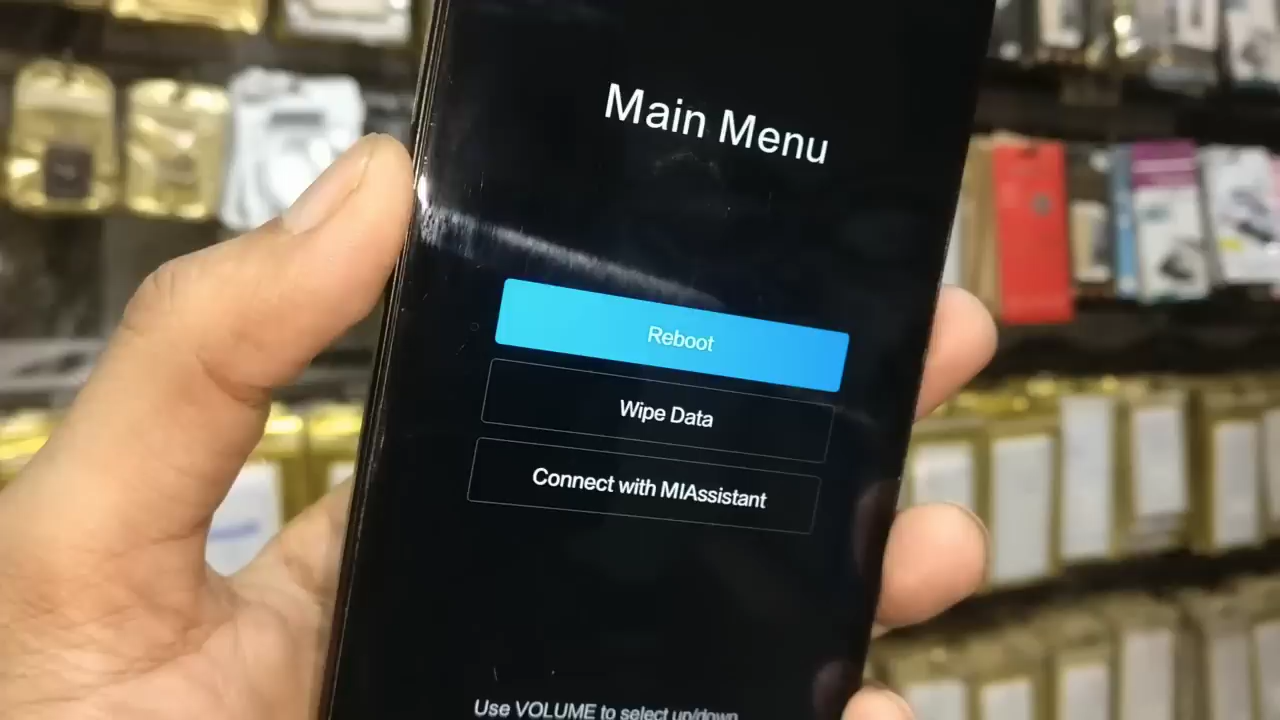 Main Menu
Reboot
Wipe Data
Connect with MIAssistant
Use VOLUME to select up/down